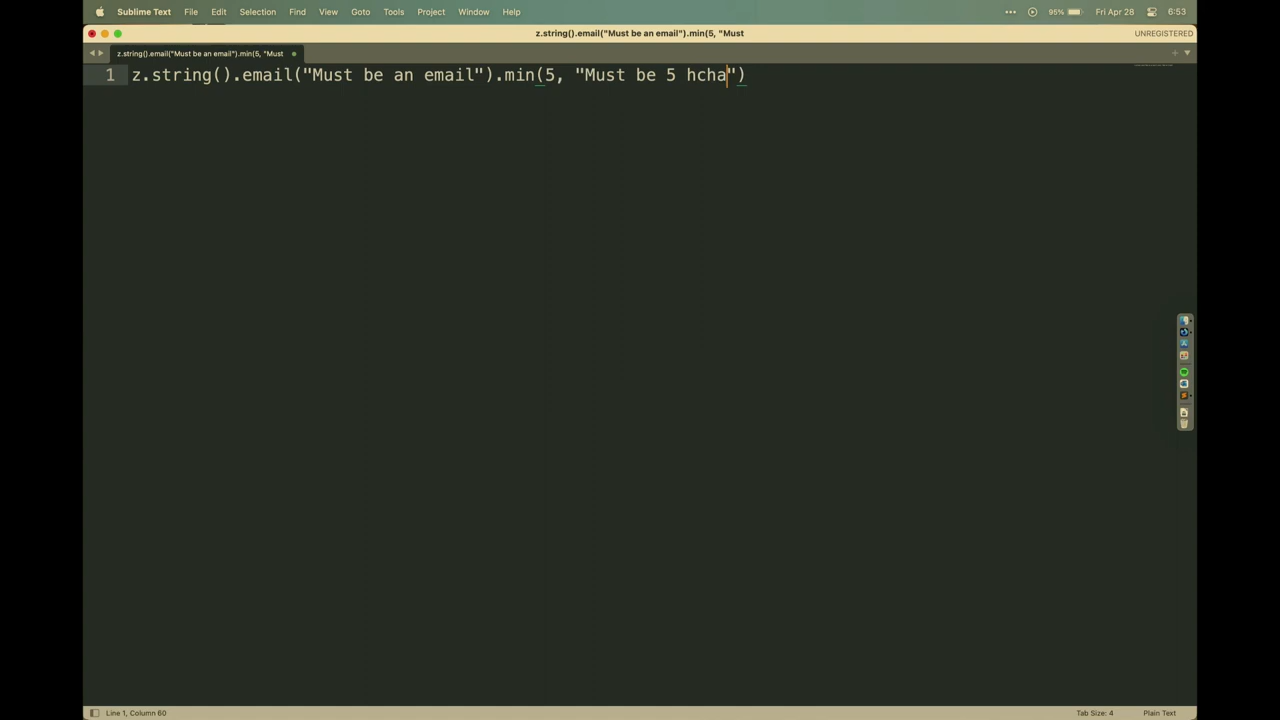 Sublime Text File Edit Selection Find View Goto Tools Project Window Help 95% Fri Apr 28 6:53
z.string().email("Must be an email").min(5, "Must UNREGISTERED
z.string().email("Must be an email").min(5, "Must
1 z.string().email("Must be an email").min(5, "Must be 5 hcha")
Line 1, Column 60 Tab Size: 4 Plain Text